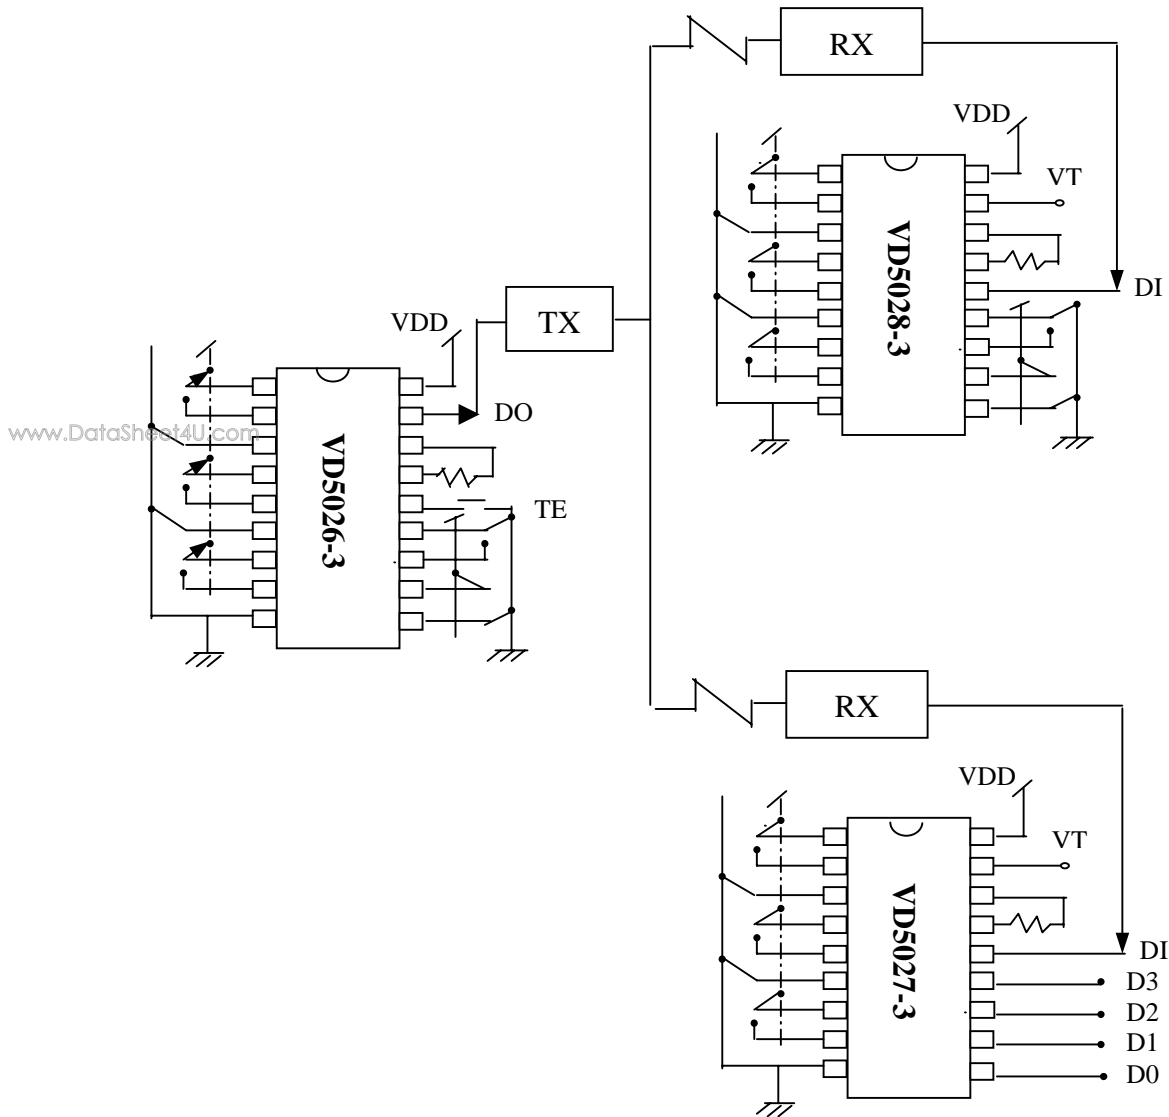 RX
VDD
VT
VD5028-3
DI
TX
VDD
DO
www.DataSheet4U.com
VD5026-3
TE
RX
VDD
VT
VD5027-3
DI
D3
D2
D1
D0